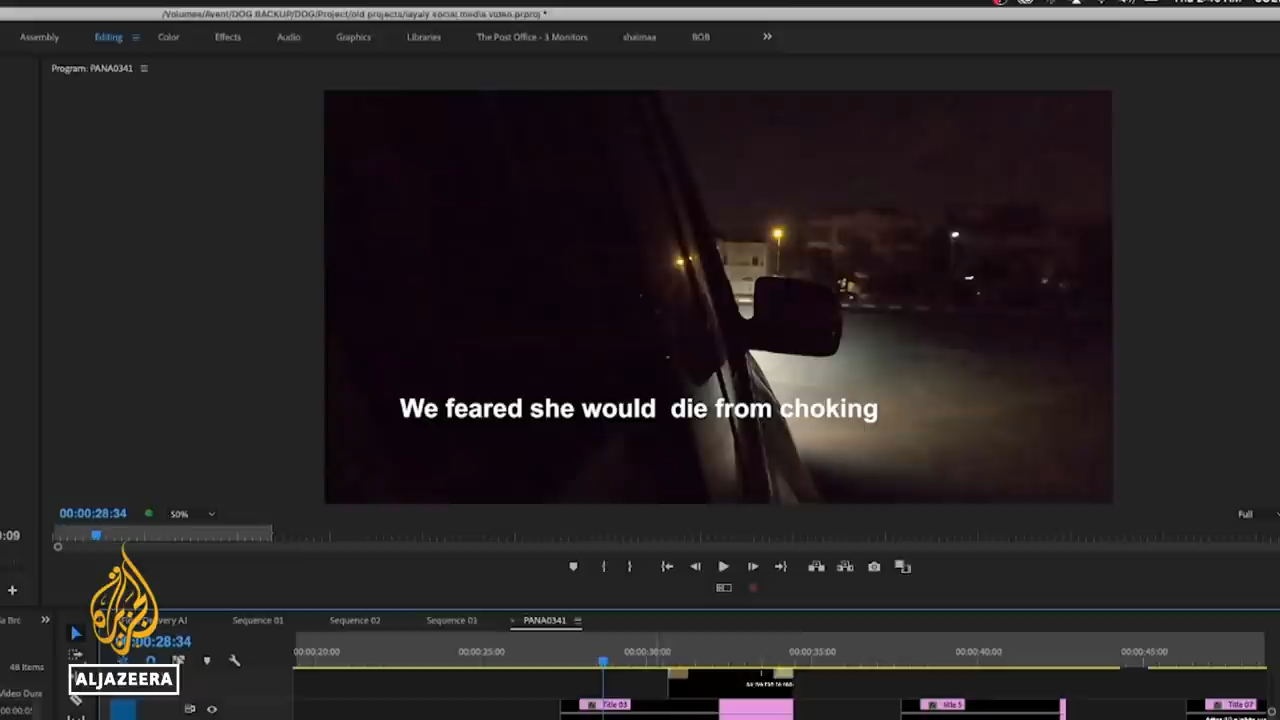 /Volumes/Avent/DOG BACKUP/DOG/Project/old projects/layaly social media video.prproj *
Assembly
Editing
Color
Effects
Audio
Graphics
Libraries
The Post Office - 3 Monitors
shaimaa
BOB
Program: PANA0341
We feared she would die from choking
00:00:28:34
50%
Full
:09
Delivery AI
Sequence 01
Sequence 02
Sequence 01
PANA0341
00:28:34
00:00:20:00
00:00:25:00
00:00:30:00
00:00:35:00
00:00:40:00
00:00:45:00
48 Items
ALJAZEERA
Title 03
Title 5
Title 07